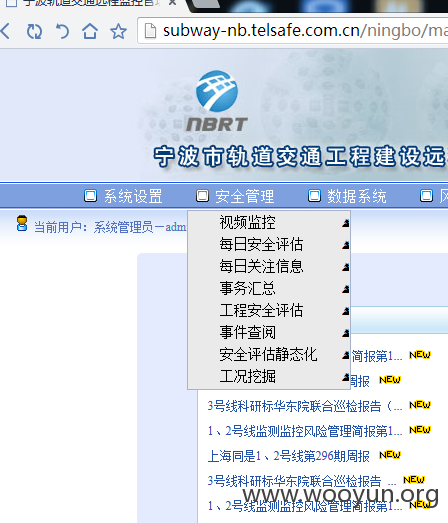 宁波轨道交通远程监控管
subway-nb.telsafe.com.cn/ningbo/ma
NBRT
宁波市轨道交通工程建设远
系统设置 安全管理 数据系统 风
当前用户：系统管理员－adm
视频监控
每日安全评估
每日关注信息
事务汇总
工程安全评估
事件查阅
安全评估静态化
工况挖掘
简报第1... NEW
周报 NEW
3号线科研标华东院联合巡检报告（... NEW
1、2号线监测监控风险管理简报第1... NEW
上海同是1、2号线第296期周报 NEW
3号线科研标华东院联合巡检报告 ... NEW
1、2号线监测监控风险管理简报第1... NEW
www.wooyun.org